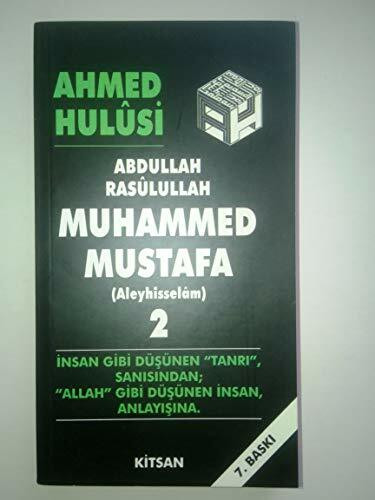 AHMED
HULÛSİ
ABDULLAH
RASÛLULLAH
MUHAMMED
MUSTAFA
(Aleyhisselâm)
2
İNSAN GİBİ DÜŞÜNEN "TANRI",
SANISINDAN;
"ALLAH" GİBİ DÜŞÜNEN İNSAN,
ANLAYIŞINA.
7. BASKI
KİTSAN